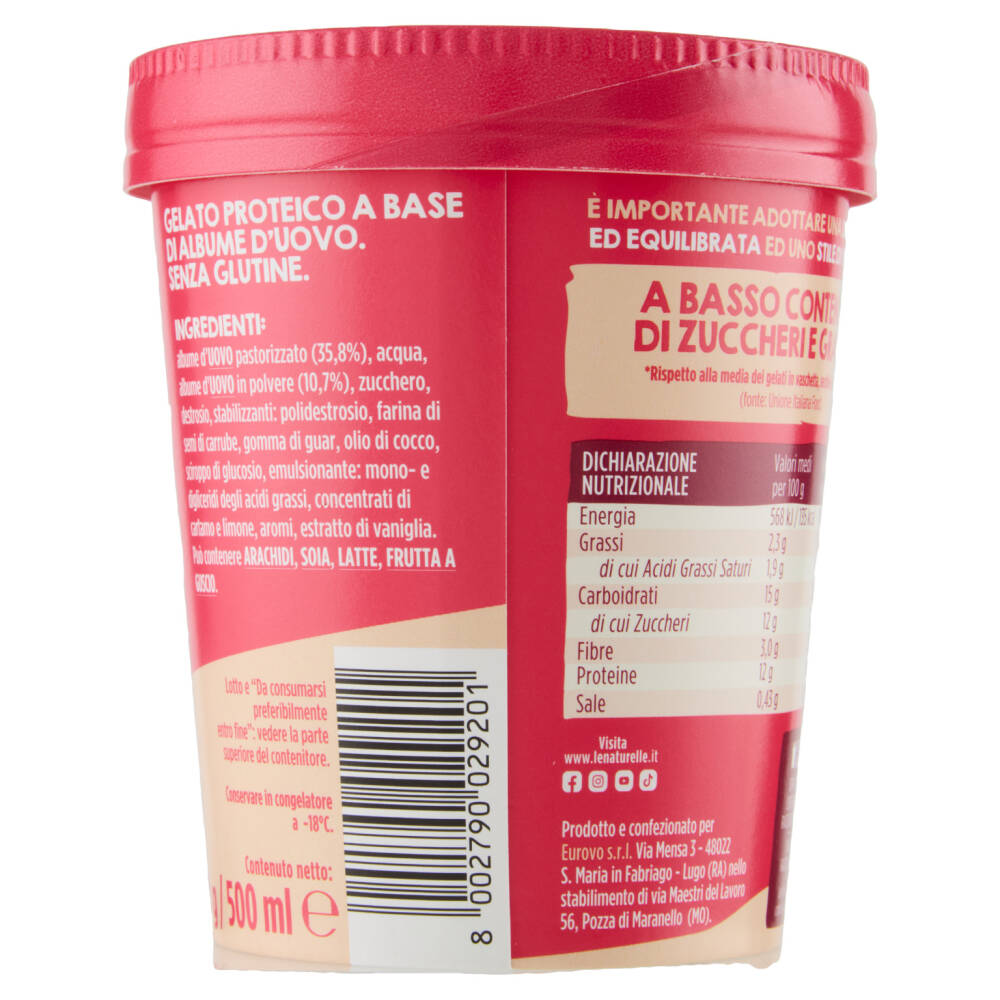 GELATO PROTEICO A BASE
DI ALBUME D'UOVO.
SENZA GLUTINE.
INGREDIENTI:
albume d'UOVO pastorizzato (35,8%), acqua,
albume d'UOVO in polvere (10,7%), zucchero,
destrosio, stabilizzanti: polidestrosio, farina di
semi di carrube, gomma di guar, olio di cocco,
sciroppo di glucosio, emulsionante: mono- e
digliceridi degli acidi grassi, concentrati di
cartamo e limone, aromi, estratto di vaniglia.
Può contenere ARACHIDI, SOIA, LATTE, FRUTTA A
GUSCIO.
Lotto e "Da consumarsi
preferibilmente
entro fine": vedere la parte
superiore del contenitore.
Conservare in congelatore
a -18°C.
Contenuto netto:
g | 500 ml e
8 002790 029201
È IMPORTANTE ADOTTARE UNA
ED EQUILIBRATA ED UNO STILE DI
A BASSO CONTE
DI ZUCCHERI E GR
*Rispetto alla media dei gelati in vaschetta,
(fonte: Unione Italiana Food
DICHIARAZIONE NUTRIZIONALE Valori medi per 100 g
Energia 568 kJ / 135 kca
Grassi 2,3 g
di cui Acidi Grassi Saturi 1,9 g
Carboidrati 15 g
di cui Zuccheri 12 g
Fibre 3,0 g
Proteine 12 g
Sale 0,43 g
Visita
www.lenaturelle.it
Prodotto e confezionato per
Eurovo s.r.l. Via Mensa 3 - 48022
S. Maria in Fabriago - Lugo (RA) nello
stabilimento di via Maestri del Lavoro
56, Pozza di Maranello (MO).